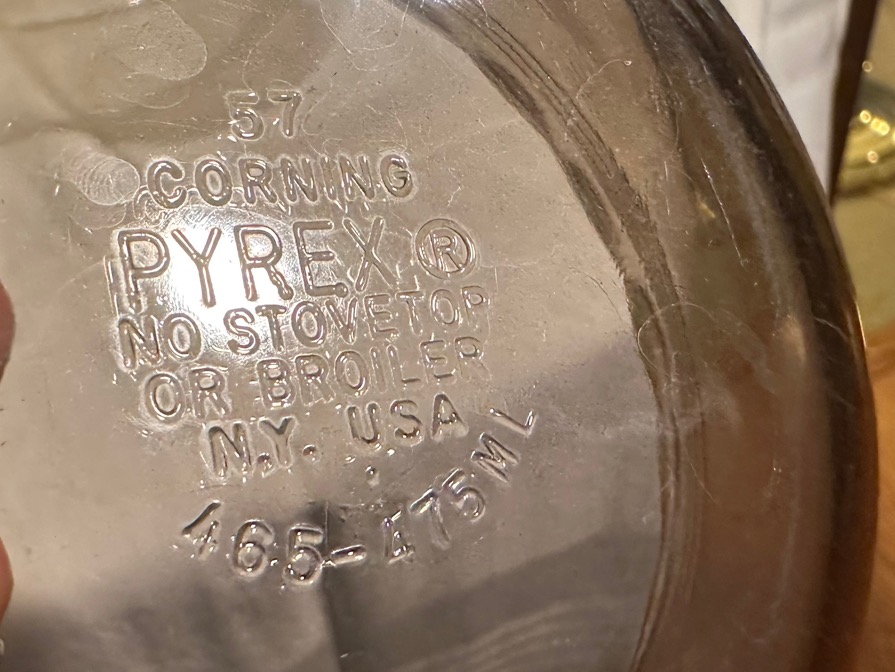 57
CORNING
PYREX ®
NO STOVETOP
OR BROILER
N.Y. USA
465-475ML